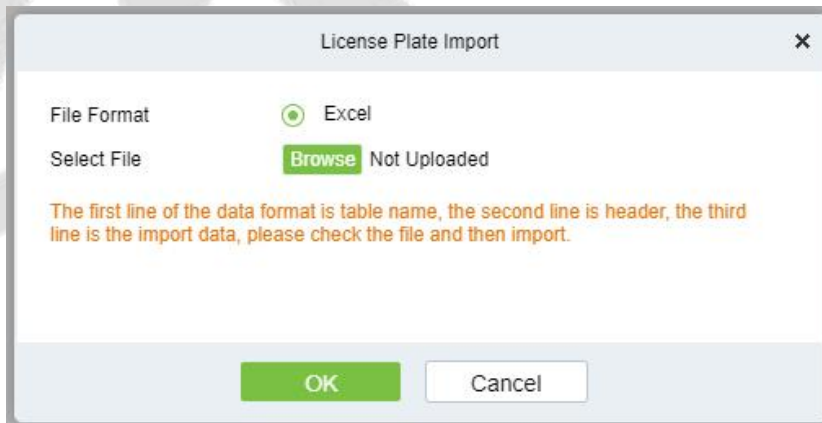 License Plate Import
File Format
Excel
Select File
Browse Not Uploaded
The first line of the data format is table name, the second line is header, the third
line is the import data, please check the file and then import.
OK
Cancel